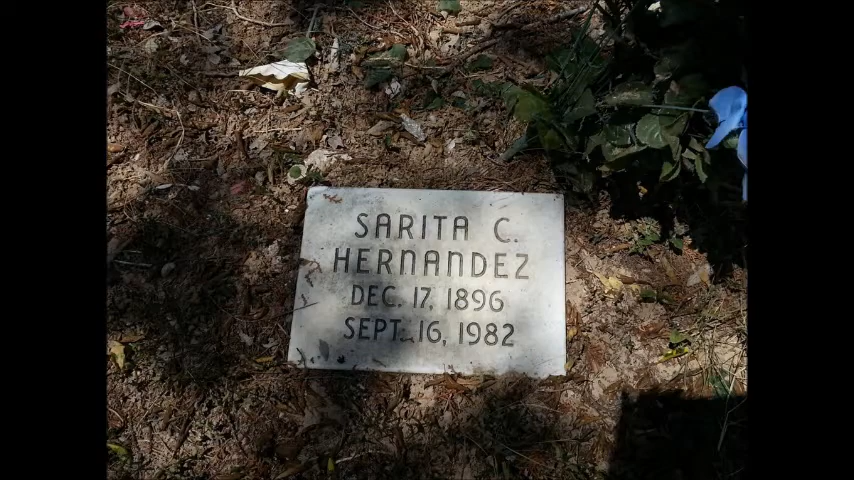 SARITA C.
HERNANDEZ
DEC. 17, 1896
SEPT. 16, 1982